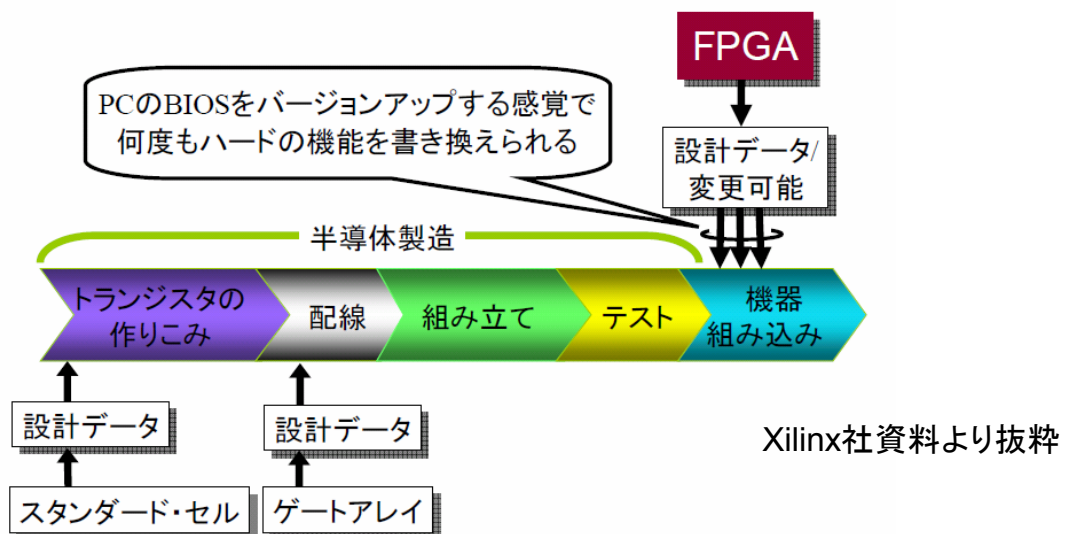 FPGA
PCのBIOSをバージョンアップする感覚で
何度もハードの機能を書き換えられる
設計データ/
変更可能
半導体製造
トランジスタの
作りこみ
配線
組み立て
テスト
機器
組み込み
設計データ
設計データ
Xilinx社資料より抜粋
スタンダード・セル
ゲートアレイ